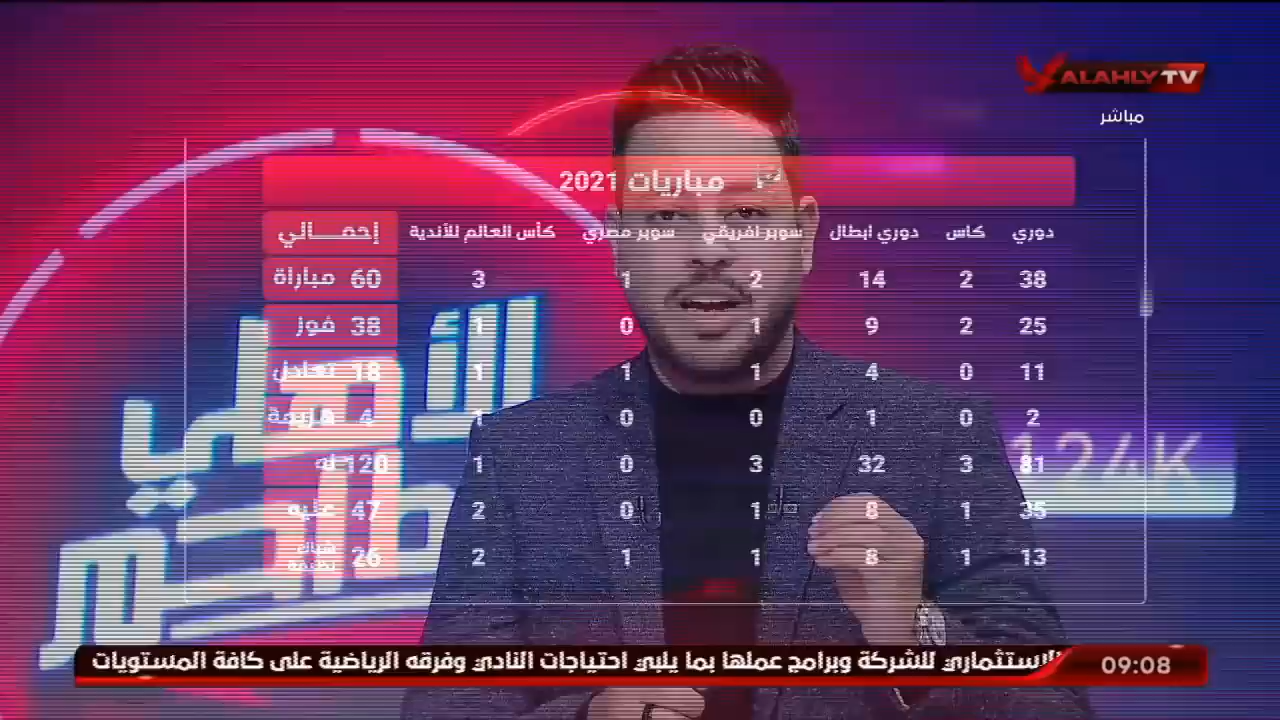 ALAHLY TV
مباشر
مباريات 2021
دوري كاس دوري ابطال سوبر افريقي سوبر مصري كأس العالم للأندية إجمالي
38 2 14 2 1 3 60 مباراة
25 2 9 1 0 1 38 فوز
11 0 4 1 1 1 18 تعادل
2 0 1 0 0 1 4 هزيمة
81 3 32 3 0 1 120 له
35 1 8 1 0 2 47 عليه
13 1 8 1 1 2 26 شباك نظيفة
124K
الاستثماري للشركة وبرامج عملها بما يلبي احتياجات النادي وفرقه الرياضية على كافة المستويات
09:08